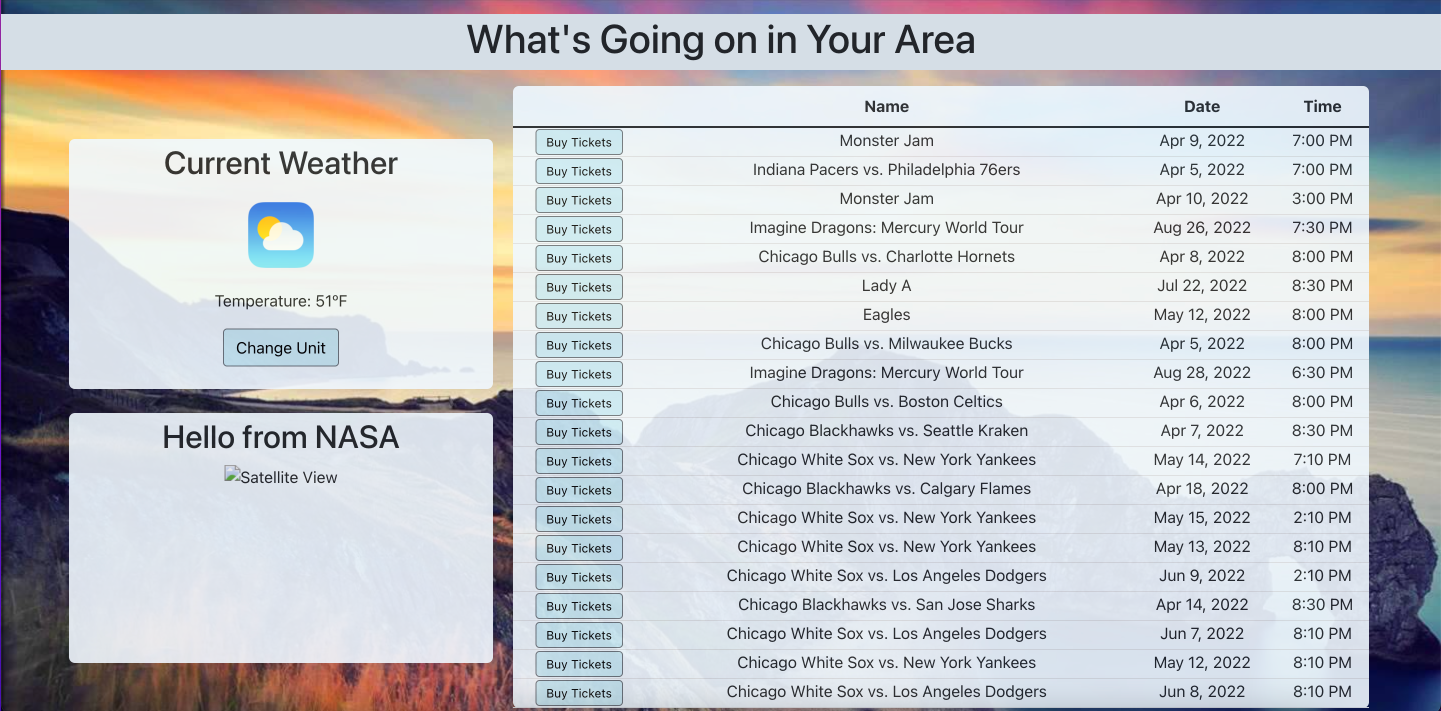 What's Going on in Your Area
Current Weather
Temperature: 51°F
Change Unit
Hello from NASA
Satellite View
Name Date Time
Buy Tickets Monster Jam Apr 9, 2022 7:00 PM
Buy Tickets Indiana Pacers vs. Philadelphia 76ers Apr 5, 2022 7:00 PM
Buy Tickets Monster Jam Apr 10, 2022 3:00 PM
Buy Tickets Imagine Dragons: Mercury World Tour Aug 26, 2022 7:30 PM
Buy Tickets Chicago Bulls vs. Charlotte Hornets Apr 8, 2022 8:00 PM
Buy Tickets Lady A Jul 22, 2022 8:30 PM
Buy Tickets Eagles May 12, 2022 8:00 PM
Buy Tickets Chicago Bulls vs. Milwaukee Bucks Apr 5, 2022 8:00 PM
Buy Tickets Imagine Dragons: Mercury World Tour Aug 28, 2022 6:30 PM
Buy Tickets Chicago Bulls vs. Boston Celtics Apr 6, 2022 8:00 PM
Buy Tickets Chicago Blackhawks vs. Seattle Kraken Apr 7, 2022 8:30 PM
Buy Tickets Chicago White Sox vs. New York Yankees May 14, 2022 7:10 PM
Buy Tickets Chicago Blackhawks vs. Calgary Flames Apr 18, 2022 8:00 PM
Buy Tickets Chicago White Sox vs. New York Yankees May 15, 2022 2:10 PM
Buy Tickets Chicago White Sox vs. New York Yankees May 13, 2022 8:10 PM
Buy Tickets Chicago White Sox vs. Los Angeles Dodgers Jun 9, 2022 2:10 PM
Buy Tickets Chicago Blackhawks vs. San Jose Sharks Apr 14, 2022 8:30 PM
Buy Tickets Chicago White Sox vs. Los Angeles Dodgers Jun 7, 2022 8:10 PM
Buy Tickets Chicago White Sox vs. New York Yankees May 12, 2022 8:10 PM
Buy Tickets Chicago White Sox vs. Los Angeles Dodgers Jun 8, 2022 8:10 PM